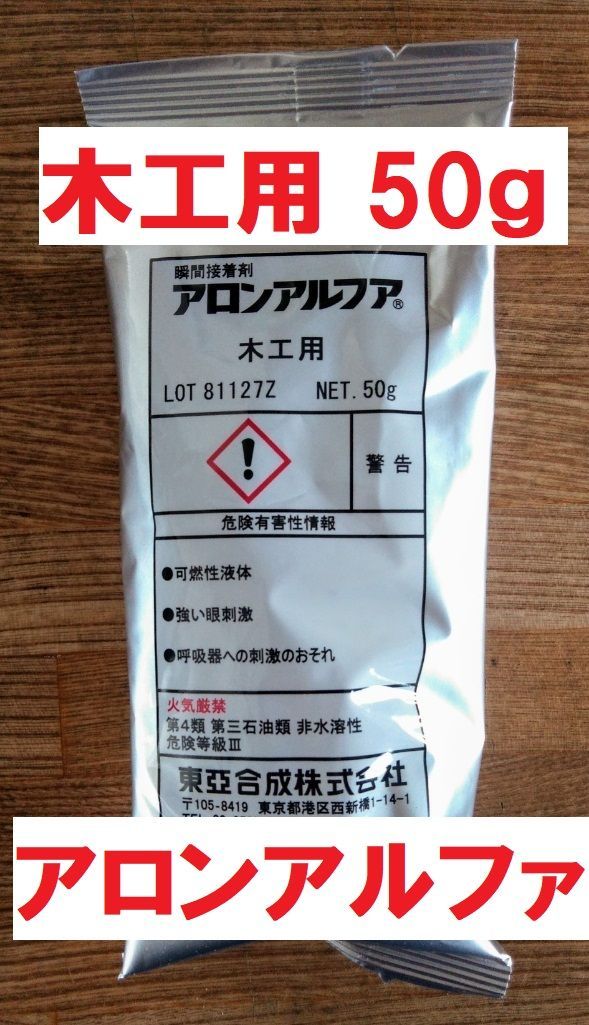 木工用 50g
瞬間接着剤
アロンアルフア®
木工用
LOT 81127Z NET.50g
警告
危険有害性情報
●可燃性液体
●強い眼刺激
●呼吸器への刺激のおそれ
火気厳禁
第4類 第三石油類 非水溶性
危険等級Ⅲ
東亞合成株式会社
〒105-8419 東京都港区西新橋1-14-1
アロンアルファ